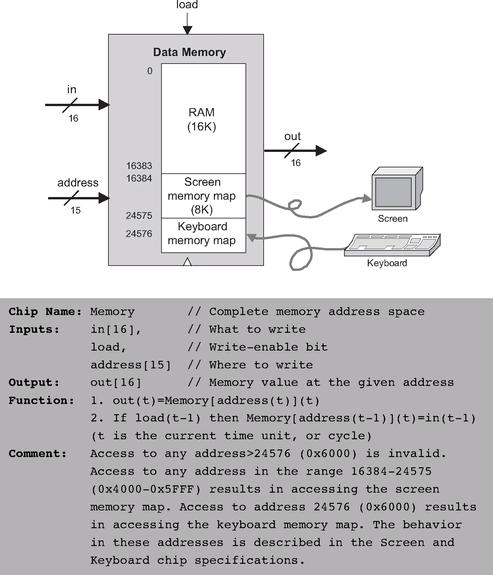 load
Data Memory
0
in
16
RAM
(16K)
out
16
16383
16384
address
15
Screen
memory map
(8K)
Screen
24575
24576
Keyboard
memory map
Keyboard
Chip Name: Memory // Complete memory address space
Inputs: in[16], // What to write
load, // Write-enable bit
address[15] // Where to write
Output: out[16] // Memory value at the given address
Function: 1. out(t)=Memory[address(t)](t)
2. If load(t-1) then Memory[address(t-1)](t)=in(t-1)
(t is the current time unit, or cycle)
Comment: Access to any address>24576 (0x6000) is invalid.
Access to any address in the range 16384-24575
(0x4000-0x5FFF) results in accessing the screen
memory map. Access to address 24576 (0x6000) results
in accessing the keyboard memory map. The behavior
in these addresses is described in the Screen and
Keyboard chip specifications.